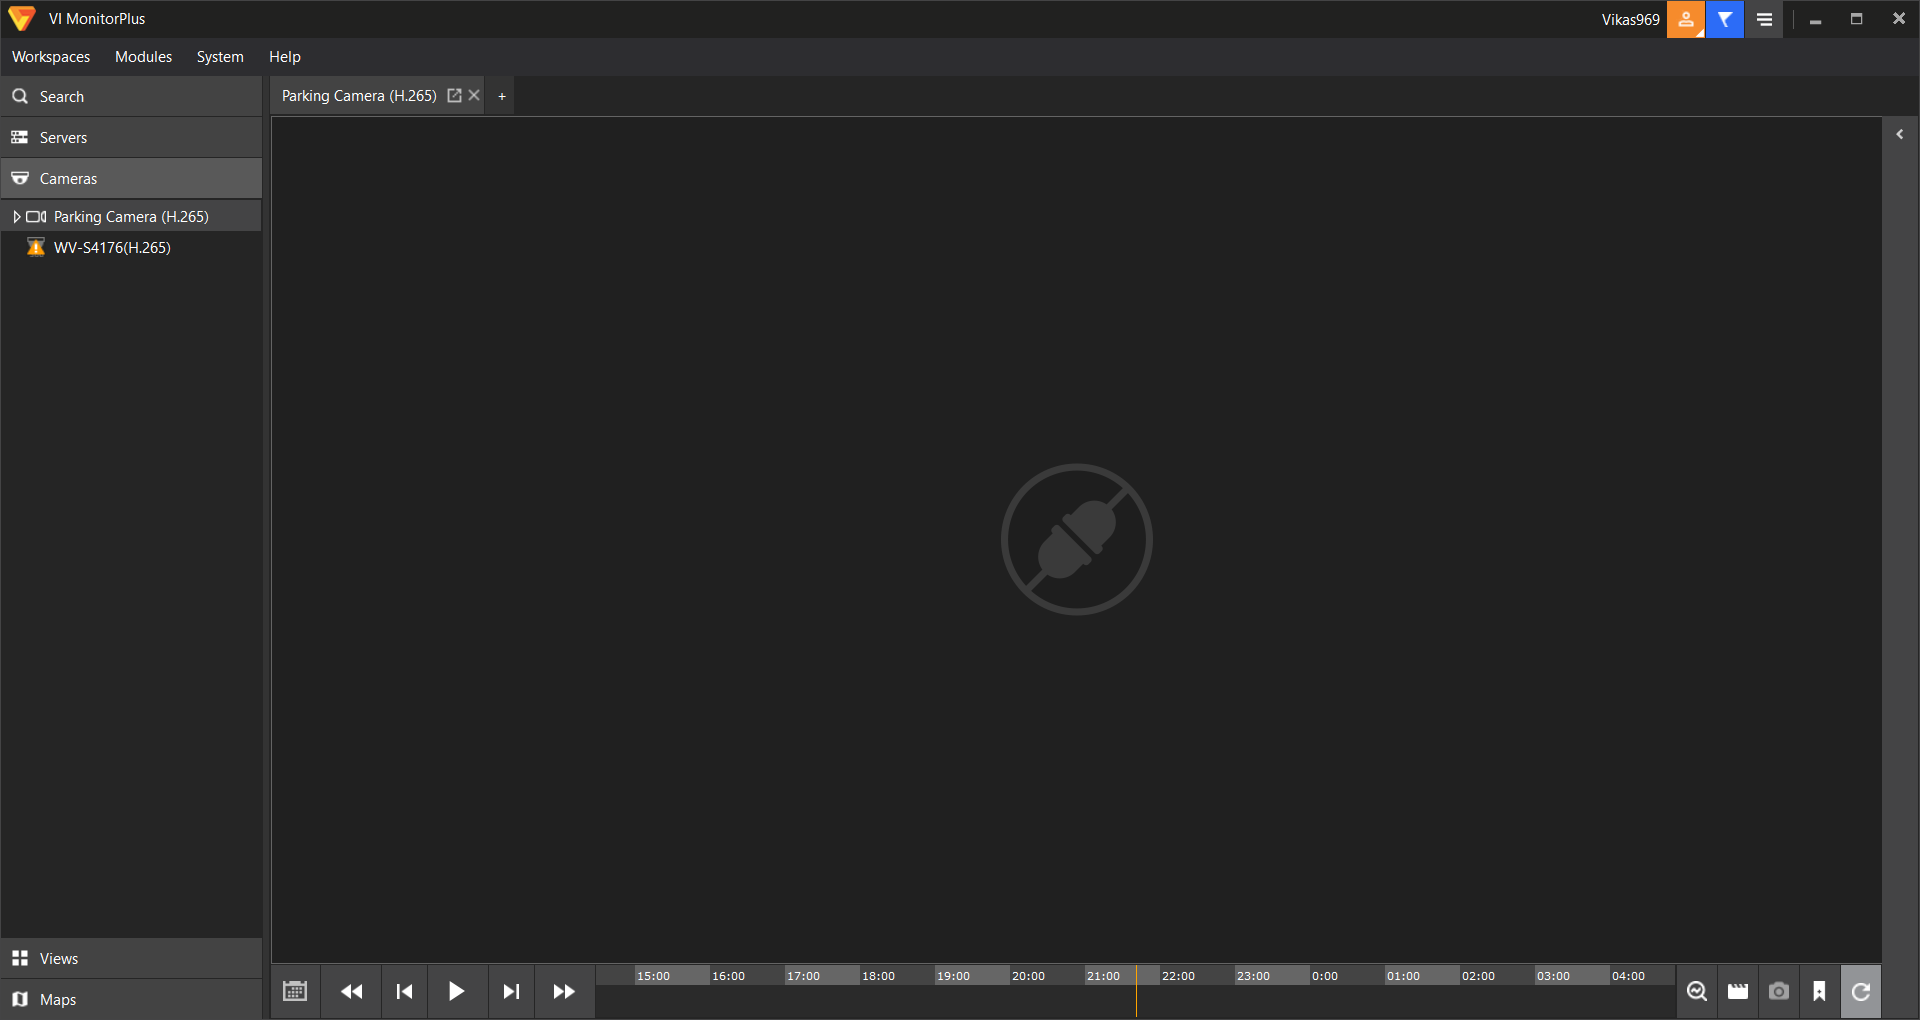 VI MonitorPlus
Vikas969
Workspaces Modules System Help
Search
Servers
Cameras
Parking Camera (H.265)
WV-S4176(H.265)
Views
Maps
Parking Camera (H.265) +
15:00 16:00 17:00 18:00 19:00 20:00 21:00 22:00 23:00 0:00 01:00 02:00 03:00 04:00